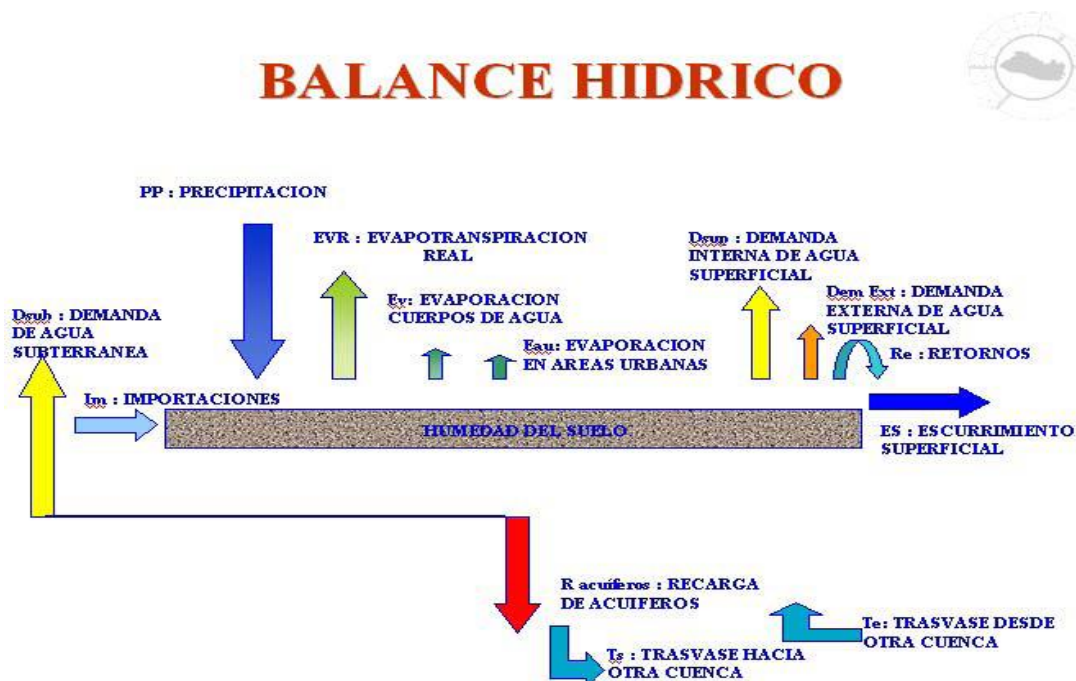 BALANCE HIDRICO
PP : PRECIPITACION
EVR : EVAPOTRANSPIRACION
REAL
Dsup : DEMANDA
INTERNA DE AGUA
SUPERFICIAL
Ev: EVAPORACION
CUERPOS DE AGUA
Dem Ext : DEMANDA
EXTERNA DE AGUA
SUPERFICIAL
Dsub : DEMANDA
DE AGUA
SUBTERRANEA
Eau: EVAPORACION
EN AREAS URBANAS
Re : RETORNOS
Im : IMPORTACIONES
HUMEDAD DEL SUELO
ES : ESCURRIMIENTO
SUPERFICIAL
R acuíferos : RECARGA
DE ACUIFEROS
Te: TRASVASE DESDE
OTRA CUENCA
Ts : TRASVASE HACIA
OTRA CUENCA